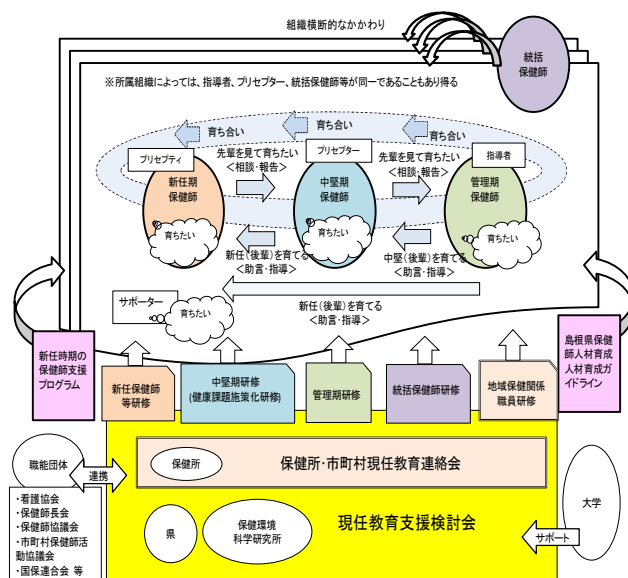 組織横断的なかかわり
統括
保健師
※所属組織によっては、指導者、プリセプター、統括保健師等が同一であることもあり得る
育ち合い
育ち合い
育ち合い
プリセプティ
先輩を見て育ちたい
<相談・報告>
プリセプター
先輩を見て育ちたい
<相談・報告>
指導者
新任期
保健師
中堅期
保健師
管理期
保健師
育ちたい
育ちたい
育ちたい
新任(後輩)を育てる
<助言・指導>
中堅(後輩)を育てる
<助言・指導>
サポーター
育ちたい
新任(後輩)を育てる
<助言・指導>
新任時期の
保健師支援
プログラム
島根県保健
師人材育成
人材育成ガ
イドライン
新任保健師
等研修
中堅期研修
(健康課題施策化研修)
管理期研修
統括保健師研修
地域保健関係
職員研修
職能団体
連携
保健所
保健所・市町村現任教育連絡会
・看護協会
・保健師長会
・保健師協議会
・市町村保健師活
動協議会
・国保連合会 等
県
保健環境
科学研究所
現任教育支援検討会
サポート
大学